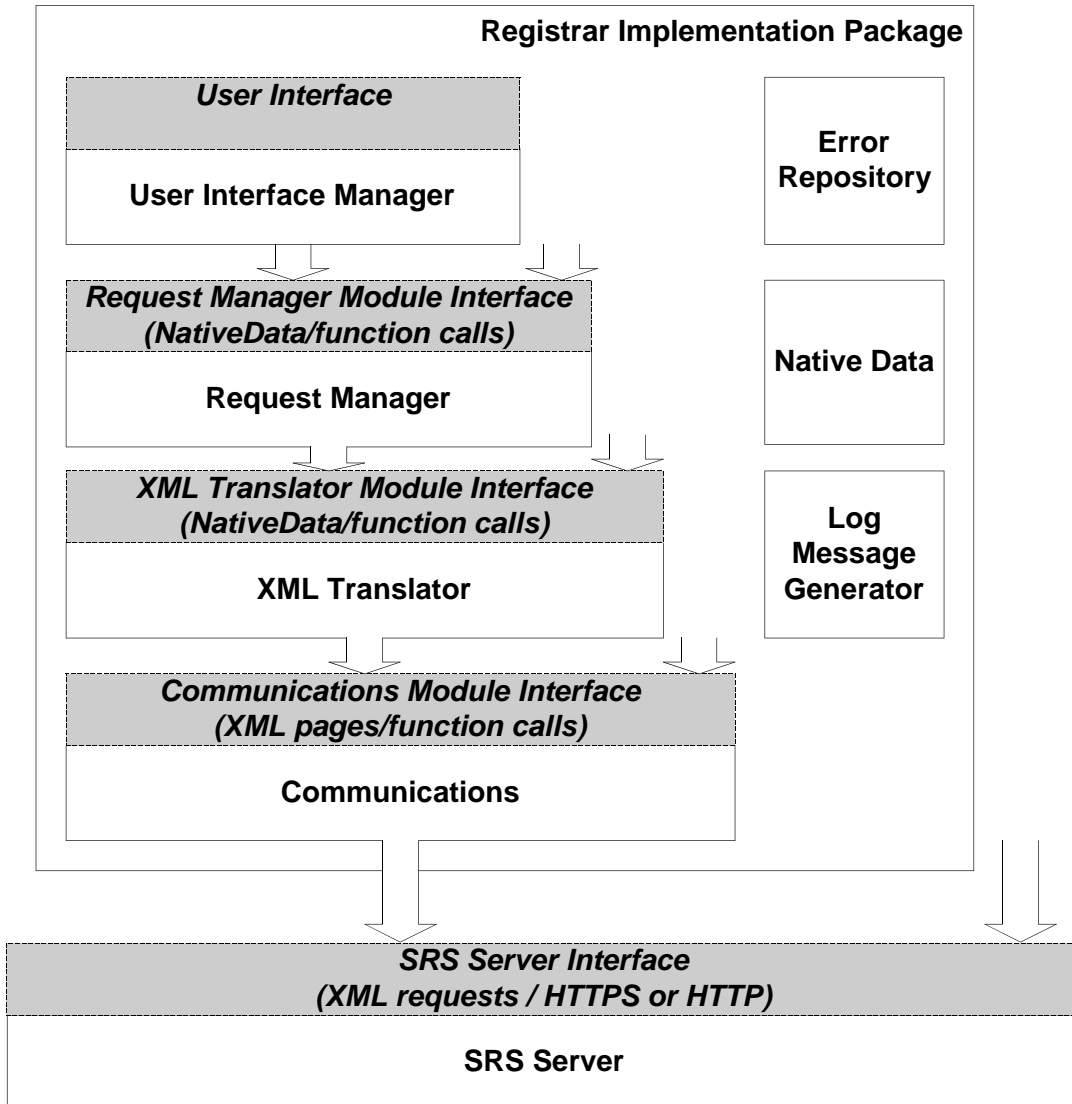 Registrar Implementation Package
User Interface
User Interface Manager
Error
Repository
Request Manager Module Interface
(NativeData/function calls)
Request Manager
Native Data
XML Translator Module Interface
(NativeData/function calls)
XML Translator
Log
Message
Generator
Communications Module Interface
(XML pages/function calls)
Communications
SRS Server Interface
(XML requests / HTTPS or HTTP)
SRS Server